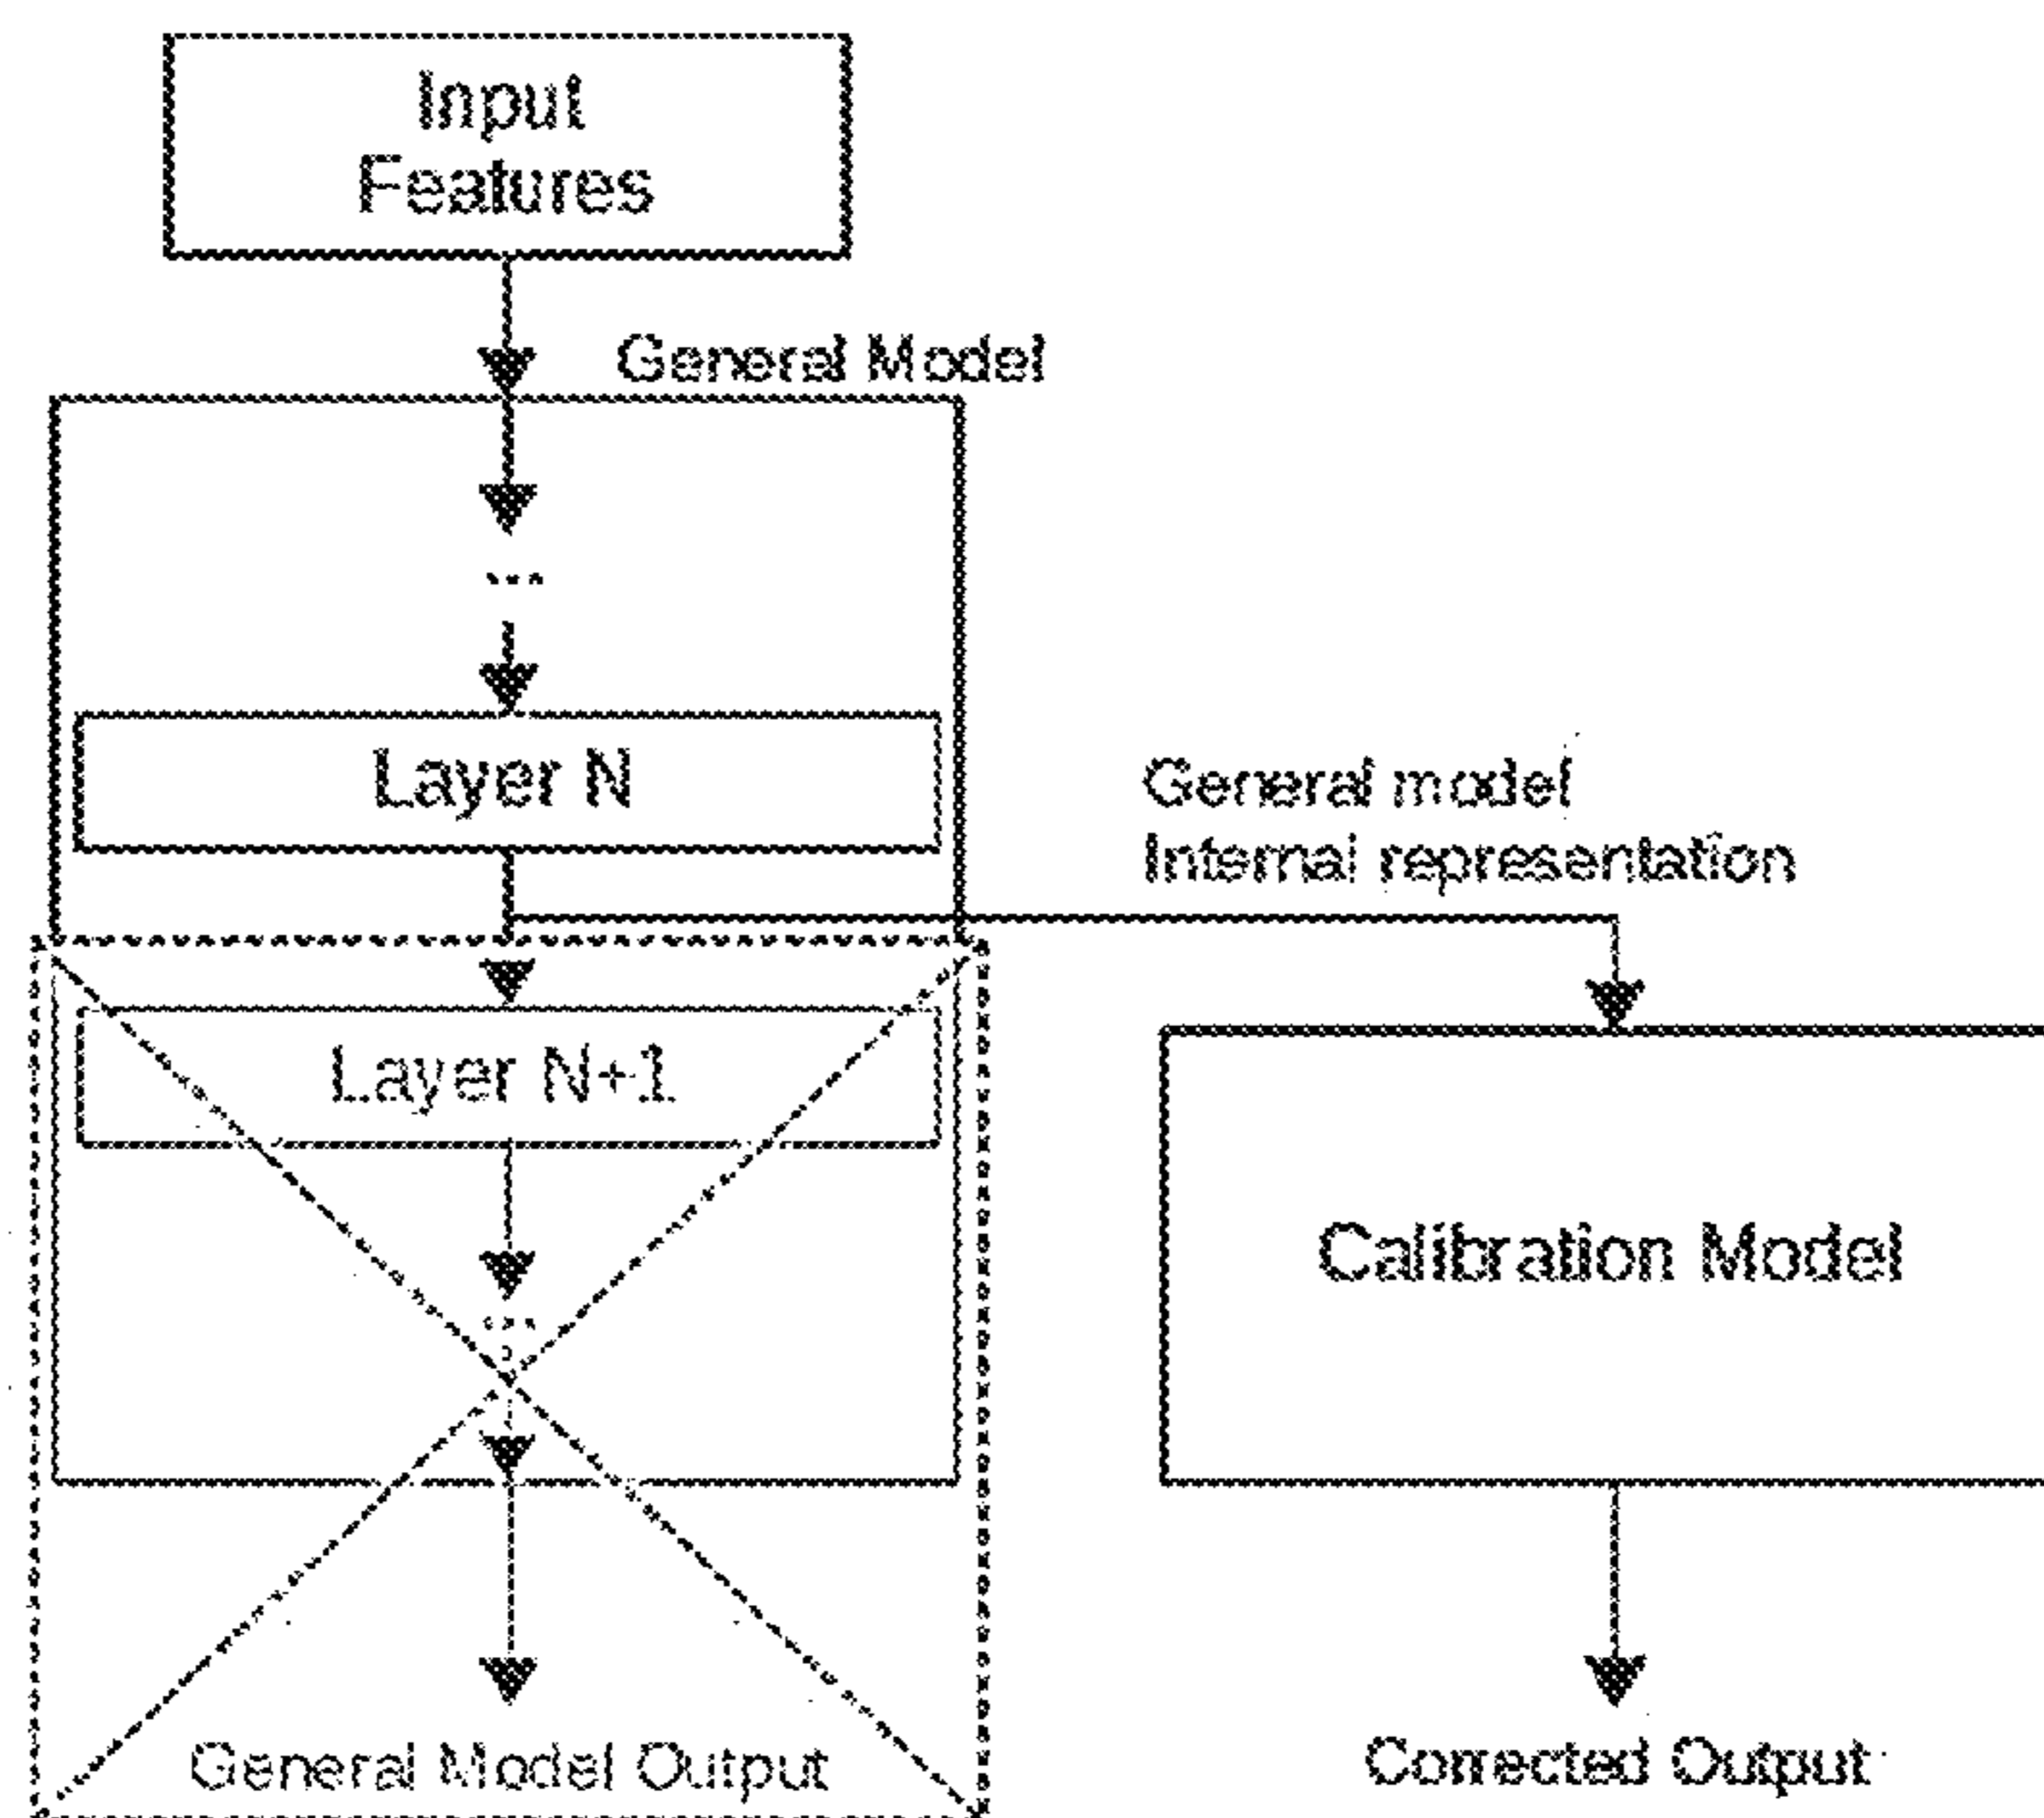 Input
Features
General Model
...
Layer N
General model
Internal representation
Layer N+1
...
Calibration Model
General Model Output
Corrected Output